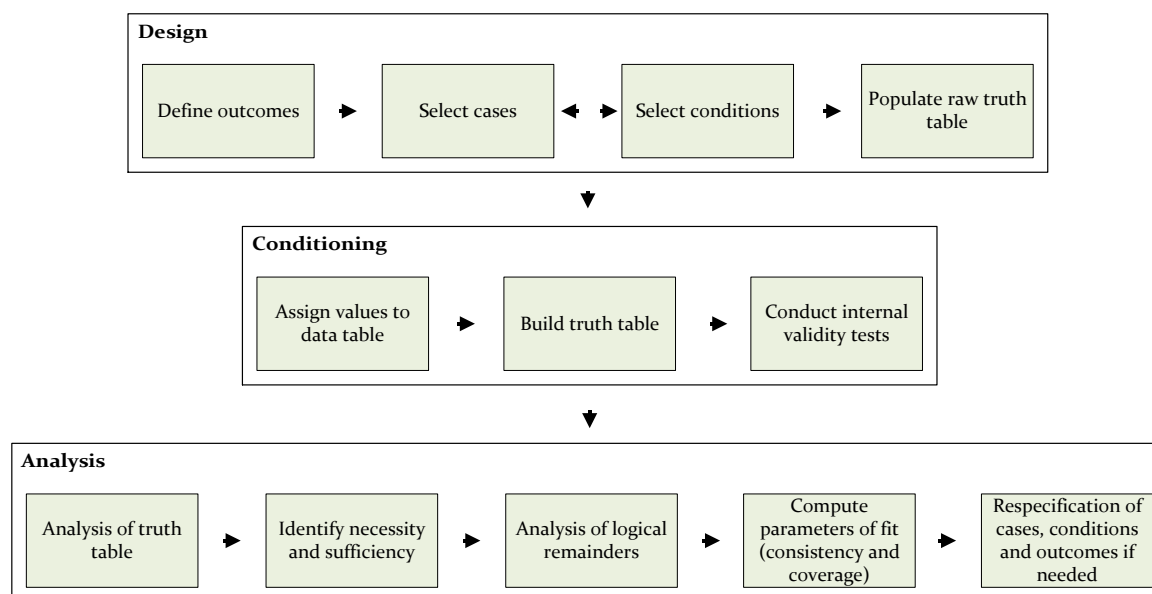 Design
Define outcomes
Select cases
Select conditions
Populate raw truth
table
Conditioning
Assign values to
data table
Build truth table
Conduct internal
validity tests
Analysis
Analysis of truth
table
Identify necessity
and sufficiency
Analysis of logical
remainders
Compute
parameters of fit
(consistency and
coverage)
Respecification of
cases, conditions
and outcomes if
needed